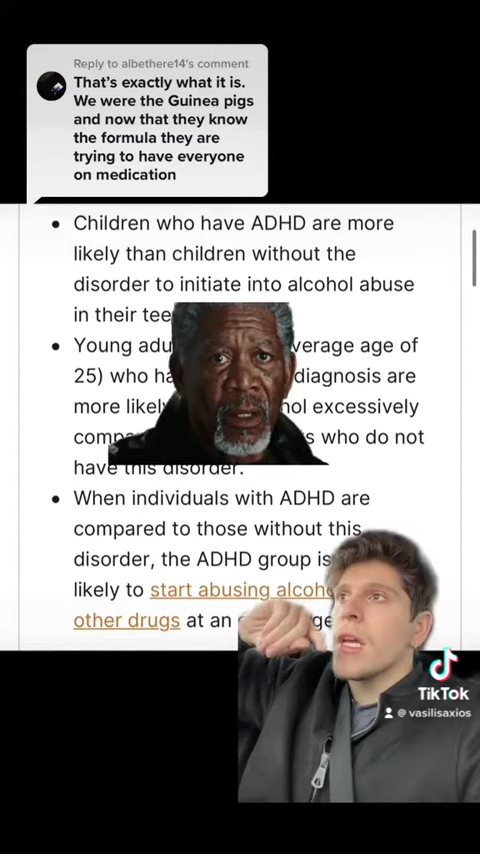 Reply to albethere14's comment
That's exactly what it is.
We were the Guinea pigs
and now that they know
the formula they are
trying to have everyone
on medication
Children who have ADHD are more
likely than children without the
disorder to initiate into alcohol abuse
in their tee
Young adu verage age of
25) who ha diagnosis are
more likely hol excessively
comp s who do not
have this disorder.
When individuals with ADHD are
compared to those without this
disorder, the ADHD group is
likely to start abusing alcoho
other drugs at an ge
TikTok
@vasilisaxios